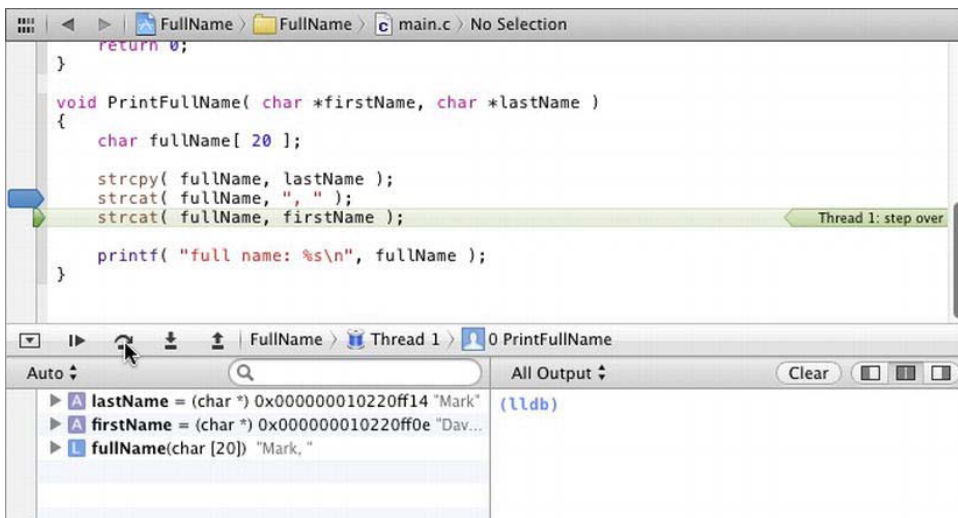 FullName FullName c main.c No Selection
return 0;
}
void PrintFullName( char *firstName, char *lastName )
{
char fullName[ 20 ];
strcpy( fullName, lastName );
strcat( fullName, ", " );
strcat( fullName, firstName ); Thread 1: step over
printf( "full name: %s\n", fullName );
}
FullName Thread 1 0 PrintFullName
Auto All Output Clear
A lastName = (char *) 0x000000010220ff14 "Mark"
(lldb)
A firstName = (char *) 0x000000010220ff0e "Dav...
L fullName(char [20]) "Mark, "